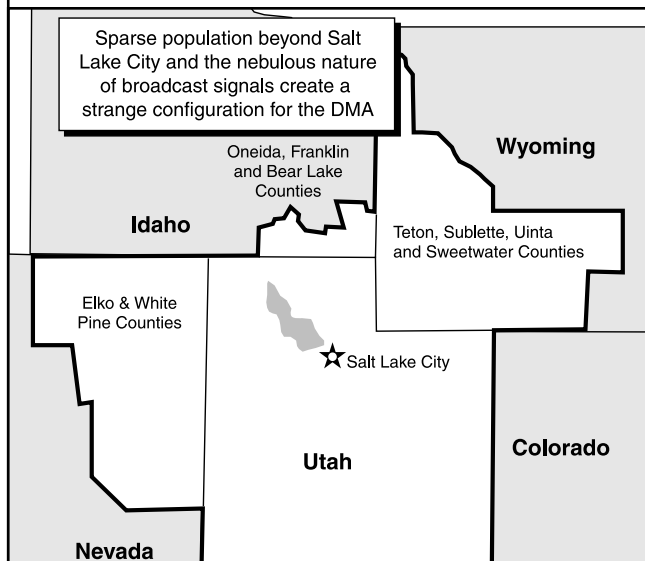 Sparse population beyond Salt
Lake City and the nebulous nature
of broadcast signals create a
strange configuration for the DMA
Wyoming
Oneida, Franklin
and Bear Lake
Counties
Idaho
Teton, Sublette, Uinta
and Sweetwater Counties
Elko & White
Pine Counties
Salt Lake City
Colorado
Utah
Nevada